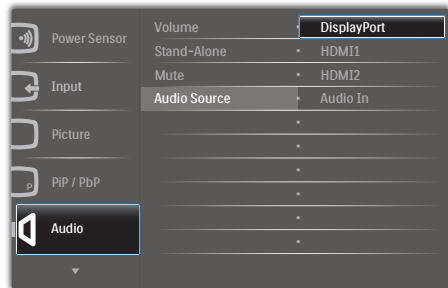 Power Sensor
Input
Picture
P
PiP / PbP
Audio
Volume
Stand-Alone
Mute
Audio Source
DisplayPort
HDMI1
HDMI2
Audio In